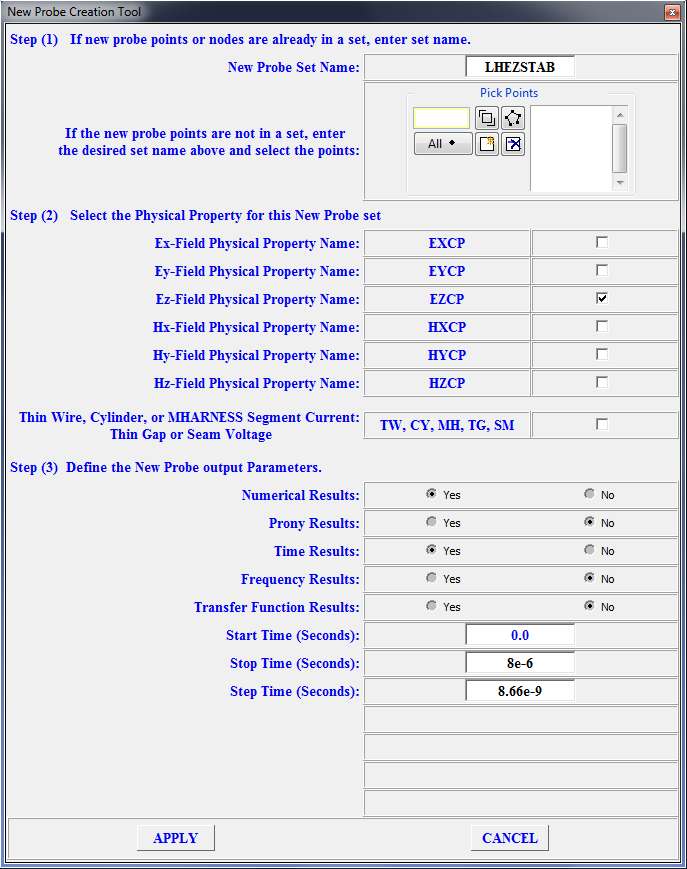 New Probe Creation Tool
Step (1) If new probe points or nodes are already in a set, enter set name.
New Probe Set Name: LHEZSTAB
Pick Points
If the new probe points are not in a set, enter
the desired set name above and select the points:
All
Step (2) Select the Physical Property for this New Probe set
Ex-Field Physical Property Name: EXCP
Ey-Field Physical Property Name: EYCP
Ez-Field Physical Property Name: EZCP
Hx-Field Physical Property Name: HXCP
Hy-Field Physical Property Name: HYCP
Hz-Field Physical Property Name: HZCP
Thin Wire, Cylinder, or MHARNESS Segment Current:
Thin Gap or Seam Voltage
TW, CY, MH, TG, SM
Step (3) Define the New Probe output Parameters.
Numerical Results: Yes No
Prony Results: Yes No
Time Results: Yes No
Frequency Results: Yes No
Transfer Function Results: Yes No
Start Time (Seconds): 0.0
Stop Time (Seconds): 8e-6
Step Time (Seconds): 8.66e-9
APPLY CANCEL